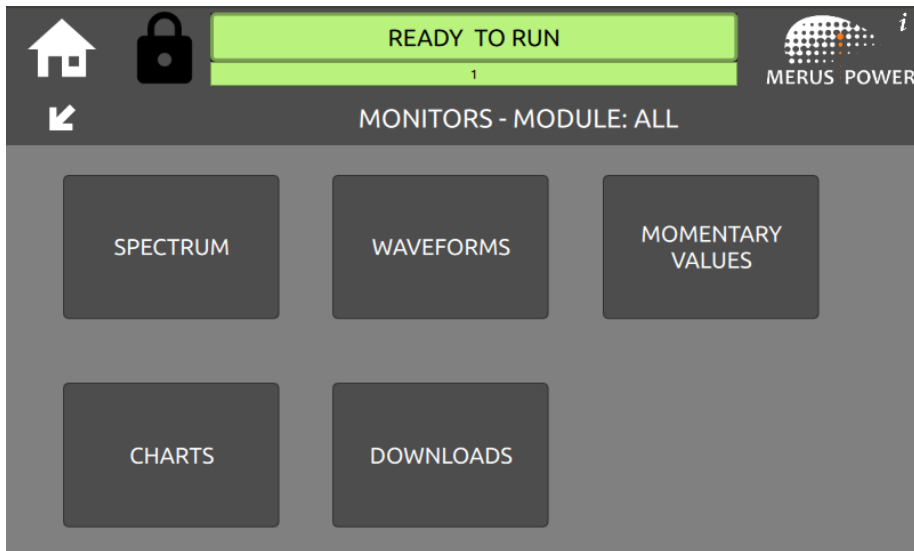 READY TO RUN
i
1
MERUS POWER
MONITORS - MODULE: ALL
SPECTRUM
WAVEFORMS
MOMENTARY
VALUES
CHARTS
DOWNLOADS